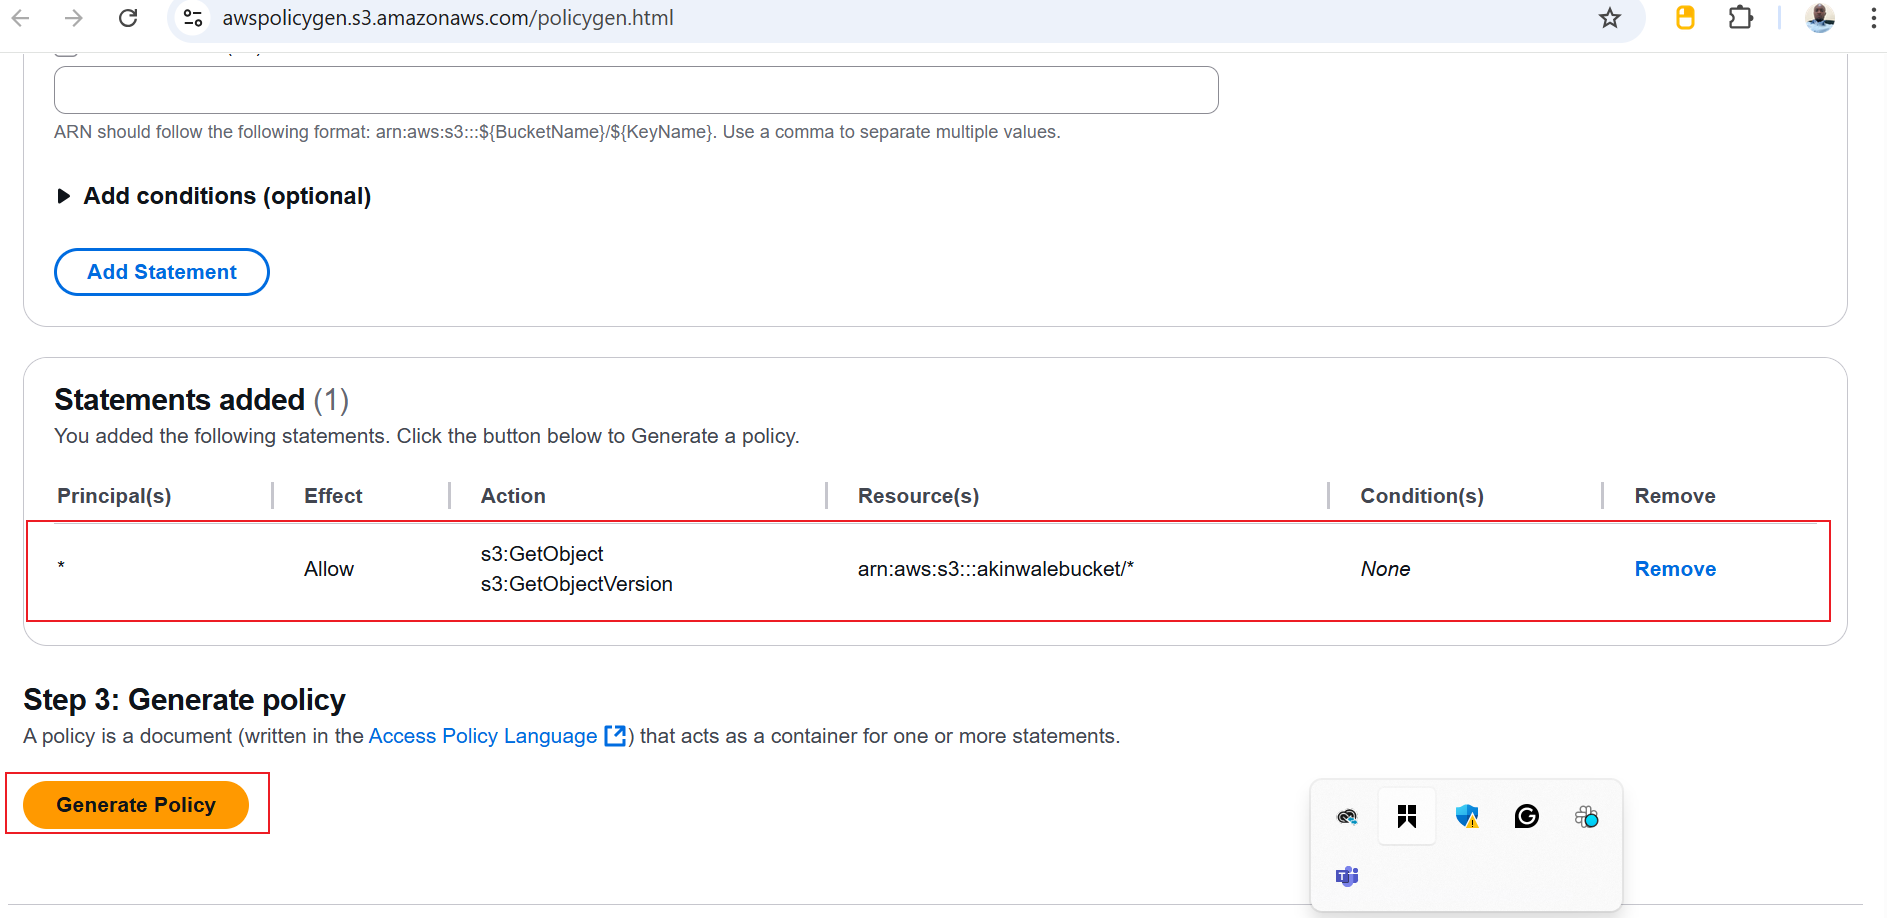 awspolicygen.s3.amazonaws.com/policygen.html
ARN should follow the following format: arn:aws:s3:::${BucketName}/${KeyName}. Use a comma to separate multiple values.
Add conditions (optional)
Add Statement
Statements added (1)
You added the following statements. Click the button below to Generate a policy.
Principal(s) Effect Action Resource(s) Condition(s) Remove
* Allow s3:GetObject arn:aws:s3:::akinwalebucket/* None Remove
s3:GetObjectVersion
Step 3: Generate policy
A policy is a document (written in the Access Policy Language ) that acts as a container for one or more statements.
Generate Policy